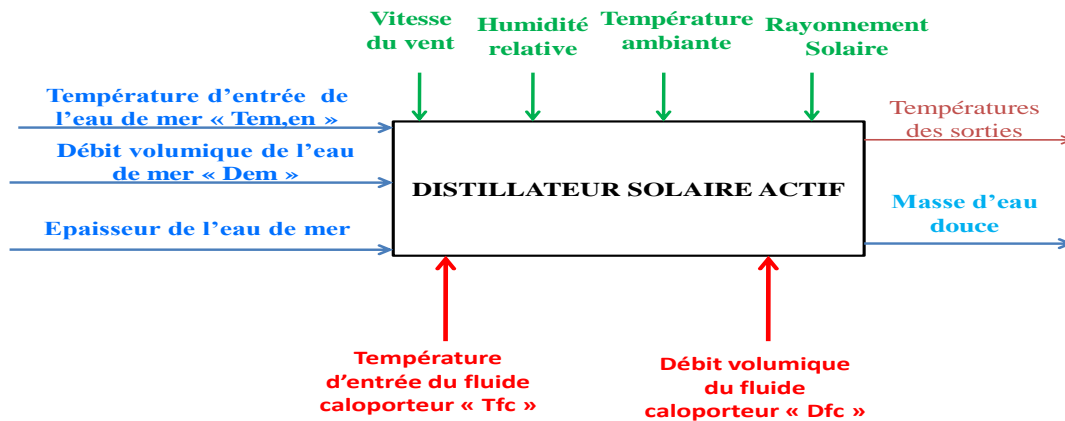 Vitesse
du vent
Humidité
relative
Température
ambiante
Rayonnement
Solaire
Température d'entrée de
l'eau de mer « Tem,en »
Débit volumique de l'eau
de mer « Dem »
Epaisseur de l'eau de mer
DISTILLATEUR SOLAIRE ACTIF
Températures
des sorties
Masse d'eau
douce
Température
d'entrée du fluide
caloporteur « Tfc »
Débit volumique
du fluide
caloporteur « Dfc »